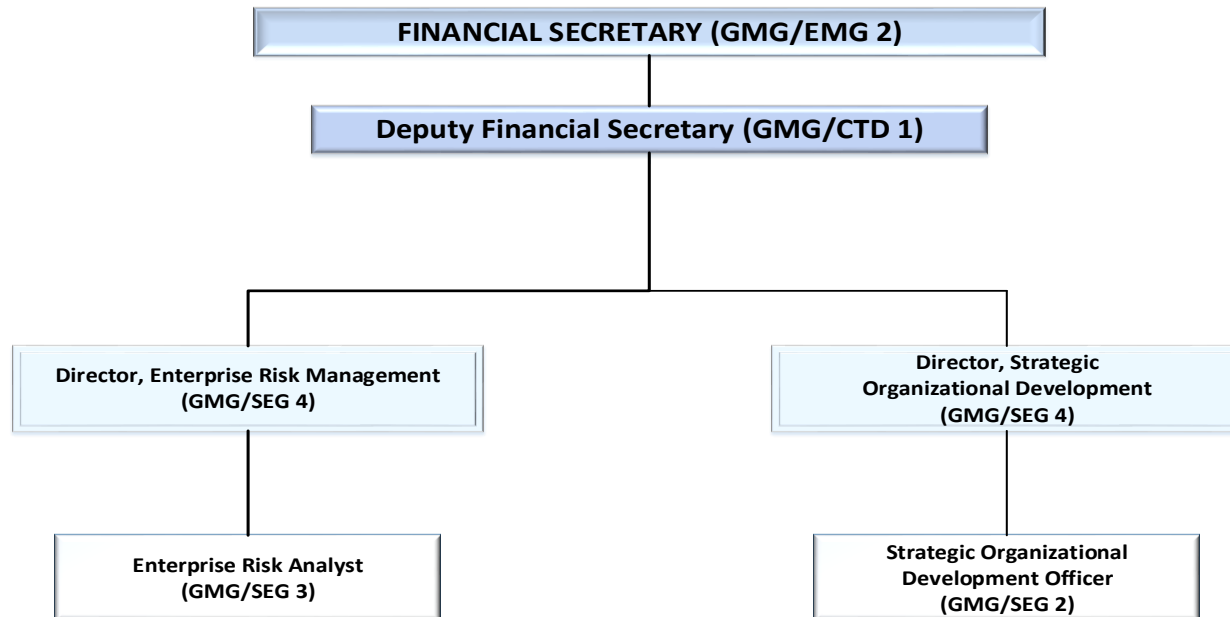 FINANCIAL SECRETARY (GMG/EMG 2)
Deputy Financial Secretary (GMG/CTD 1)
Director, Enterprise Risk Management
(GMG/SEG 4)
Director, Strategic
Organizational Development
(GMG/SEG 4)
Enterprise Risk Analyst
(GMG/SEG 3)
Strategic Organizational
Development Officer
(GMG/SEG 2)